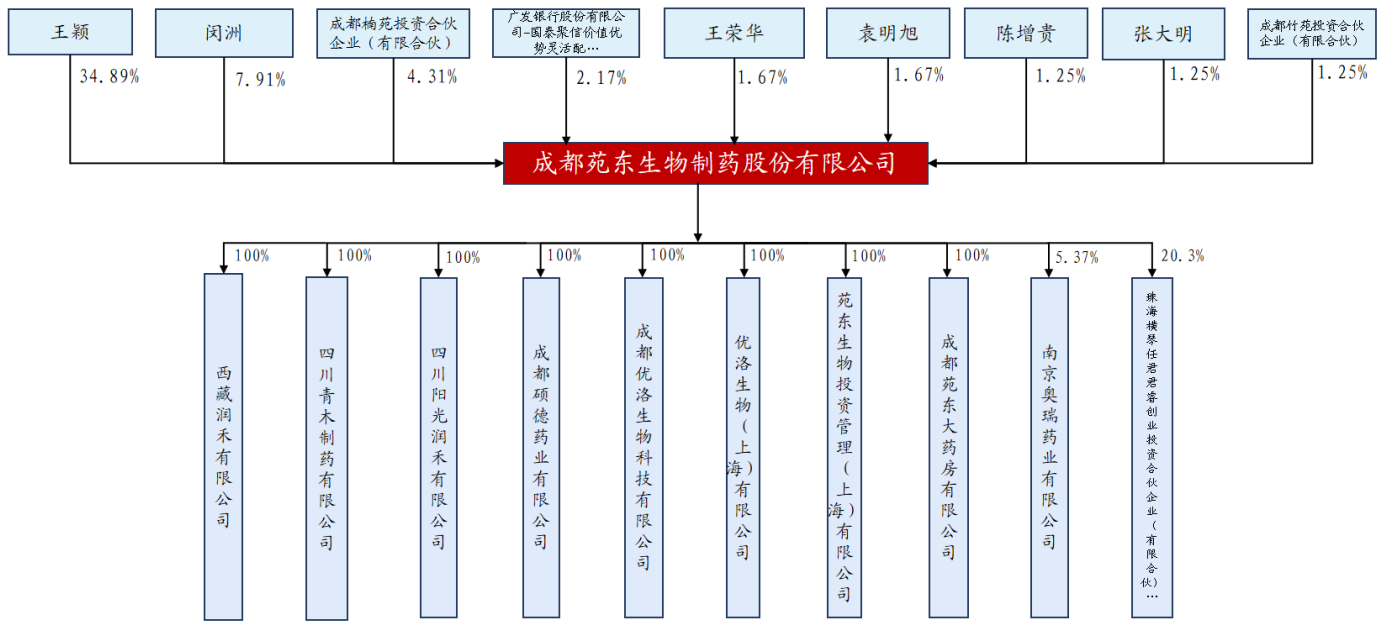 王颖
闵洲
成都楠苑投资合伙
企业（有限合伙）
广发银行股份有限公
司-国泰聚信价值优
势灵活配…
王荣华
袁明旭
陈增贵
张大明
成都竹苑投资合伙
企业（有限合伙）
34.89%
7.91%
4.31%
2.17%
1.67%
1.67%
1.25%
1.25%
1.25%
成都苑东生物制药股份有限公司
100%
100%
100%
100%
100%
100%
100%
100%
5.37%
20.3%
西藏润禾有限公司
四川青木制药有限公司
四川阳光润禾有限公司
成都硕德药业有限公司
成都优洛生物科技有限公司
优洛生物（上海）有限公司
苑东生物投资管理（上海）有限公司
成都苑东大药房有限公司
南京奥瑞药业有限公司
珠海横琴任君君睿创业投资合伙企业（有限合伙）…